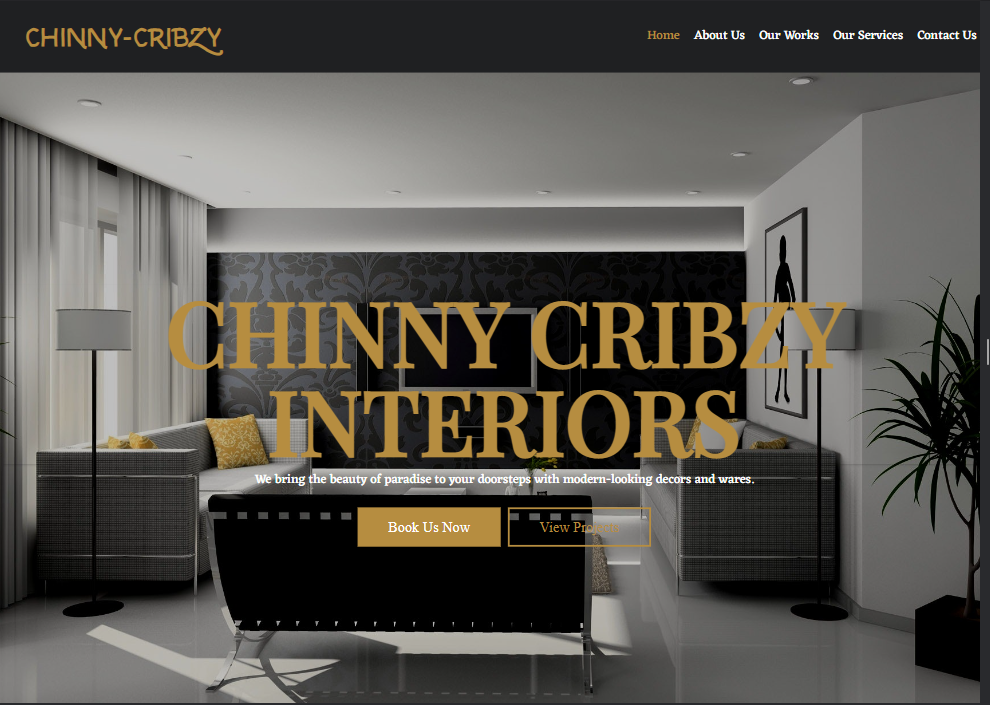 CHINNY-CRIBZY
Home About Us Our Works Our Services Contact Us
CHINNY CRIBZY
INTERIORS
We bring the beauty of paradise to your doorsteps with modern-looking decors and wares.
Book Us Now
View